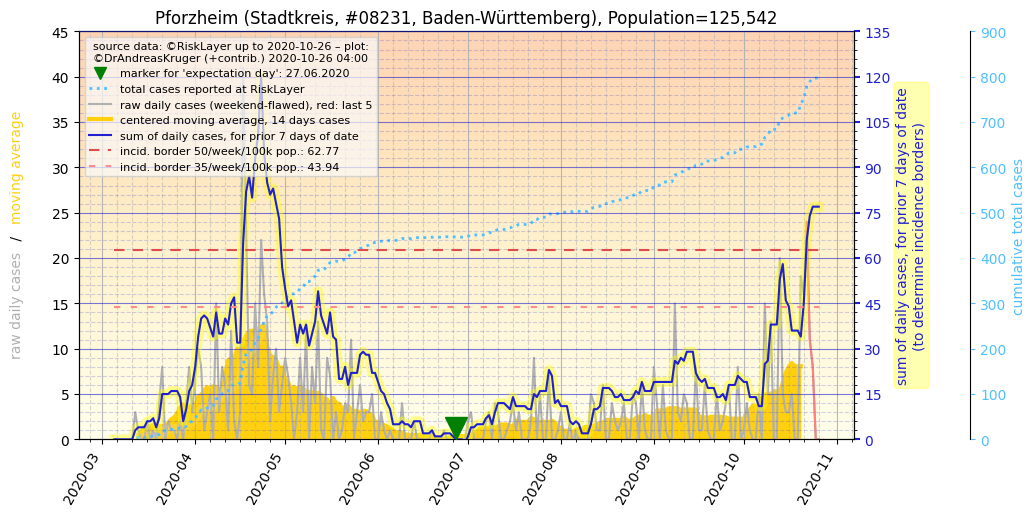 Pforzheim (Stadtkreis, #08231, Baden-Württemberg), Population=125,542
source data: ©RiskLayer up to 2020-10-26 – plot:
©DrAndreasKruger (+contrib.) 2020-10-26 04:00
marker for 'expectation day': 27.06.2020
total cases reported at RiskLayer
raw daily cases (weekend-flawed), red: last 5
centered moving average, 14 days cases
sum of daily cases, for prior 7 days of date
incid. border 50/week/100k pop.: 62.77
incid. border 35/week/100k pop.: 43.94
raw daily cases / moving average
45
40
35
30
25
20
15
10
5
0
2020-03
2020-04
2020-05
2020-06
2020-07
2020-08
2020-09
2020-10
2020-11
135
120
105
90
75
60
45
30
15
0
sum of daily cases, for prior 7 days of date
(to determine incidence borders)
900
800
700
600
500
400
300
200
100
0
cumulative total cases